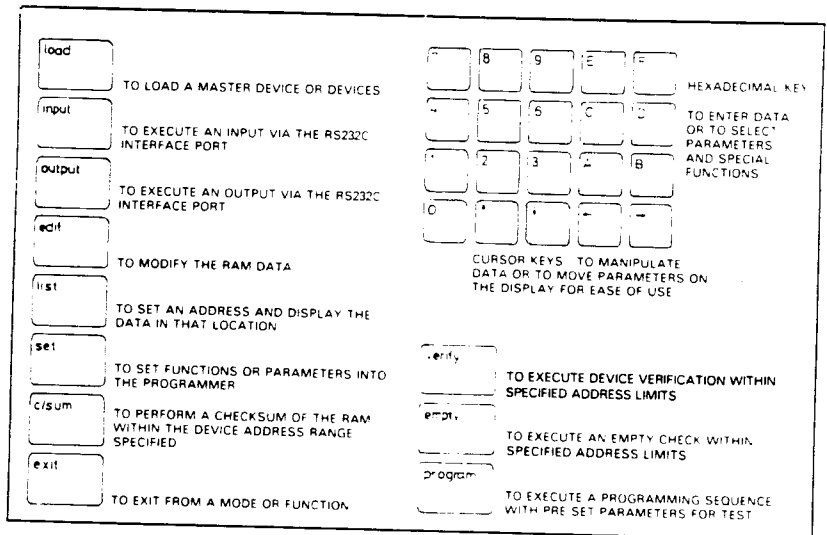 load
TO LOAD A MASTER DEVICE OR DEVICES
input
TO EXECUTE AN INPUT VIA THE RS232C
INTERFACE PORT
output
TO EXECUTE AN OUTPUT VIA THE RS232C
INTERFACE PORT
edit
TO MODIFY THE RAM DATA
list
TO SET AN ADDRESS AND DISPLAY THE
DATA IN THAT LOCATION
set
TO SET FUNCTIONS OR PARAMETERS INTO
THE PROGRAMMER
c/sum
TO PERFORM A CHECKSUM OF THE RAM
WITHIN THE DEVICE ADDRESS RANGE
SPECIFIED
exit
TO EXIT FROM A MODE OR FUNCTION
8 9 E F
HEXADECIMAL KEY
4 5 6 C D
TO ENTER DATA
OR TO SELECT
PARAMETERS
AND SPECIAL
FUNCTIONS
1 2 3 A B
0 ← →
CURSOR KEYS TO MANIPULATE
DATA OR TO MOVE PARAMETERS ON
THE DISPLAY FOR EASE OF USE
verify
TO EXECUTE DEVICE VERIFICATION WITHIN
SPECIFIED ADDRESS LIMITS
empty
TO EXECUTE AN EMPTY CHECK WITHIN
SPECIFIED ADDRESS LIMITS
program
TO EXECUTE A PROGRAMMING SEQUENCE
WITH PRE SET PARAMETERS FOR TEST